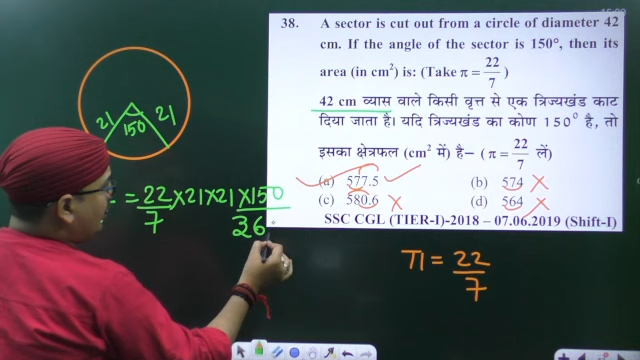 38. A sector is cut out from a circle of diameter 42
cm. If the angle of the sector is 150°, then its
area (in cm²) is: (Take π = 22/7)
42 cm व्यास वाले किसी वृत्त से एक त्रिज्यखंड काट
दिया जाता है। यदि त्रिज्यखंड का कोण 150° है, तो
इसका क्षेत्रफल (cm² में) है- (π = 22/7 लें)
(a) 577.5 (b) 574
(c) 580.6 (d) 564
SSC CGL (TIER-I)-2018 – 07.06.2019 (Shift-I)
21 21
150
= 22/7 ×21×21 ×150/36
π = 22/7